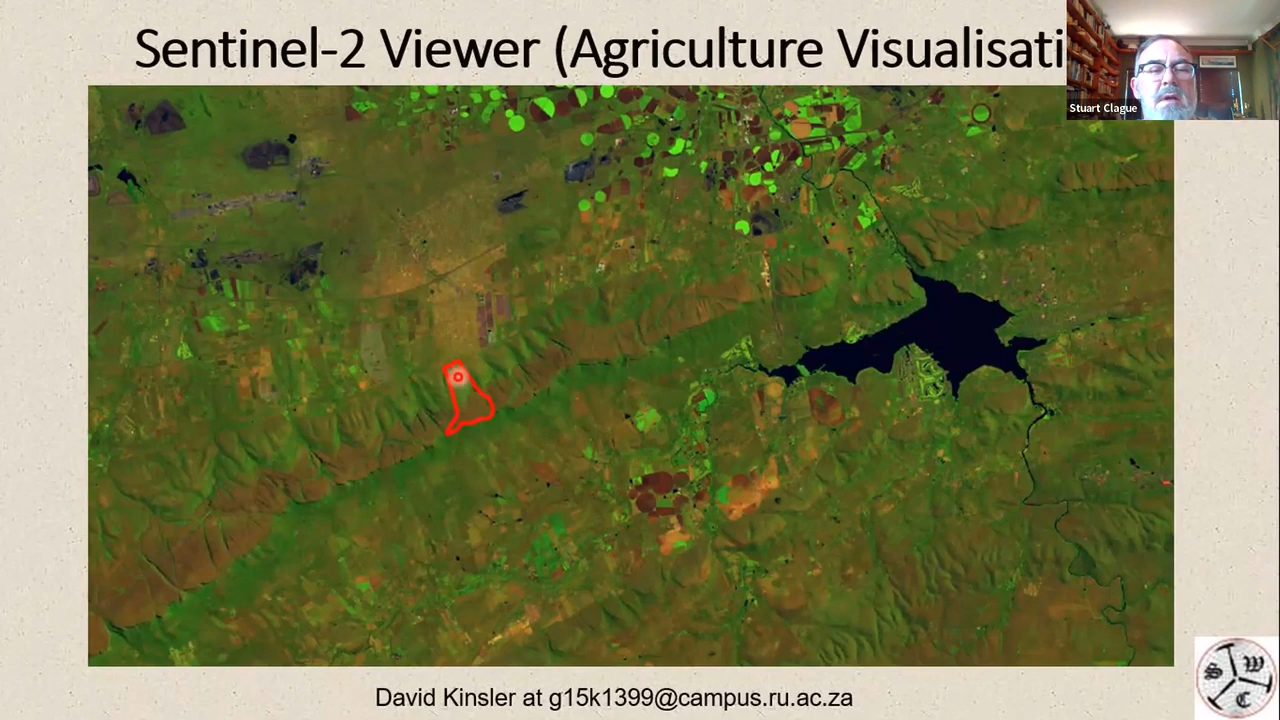 Sentinel-2 Viewer (Agriculture Visualisati
Stuart Clague
David Kinsler at g15k1399@campus.ru.ac.za
S W C